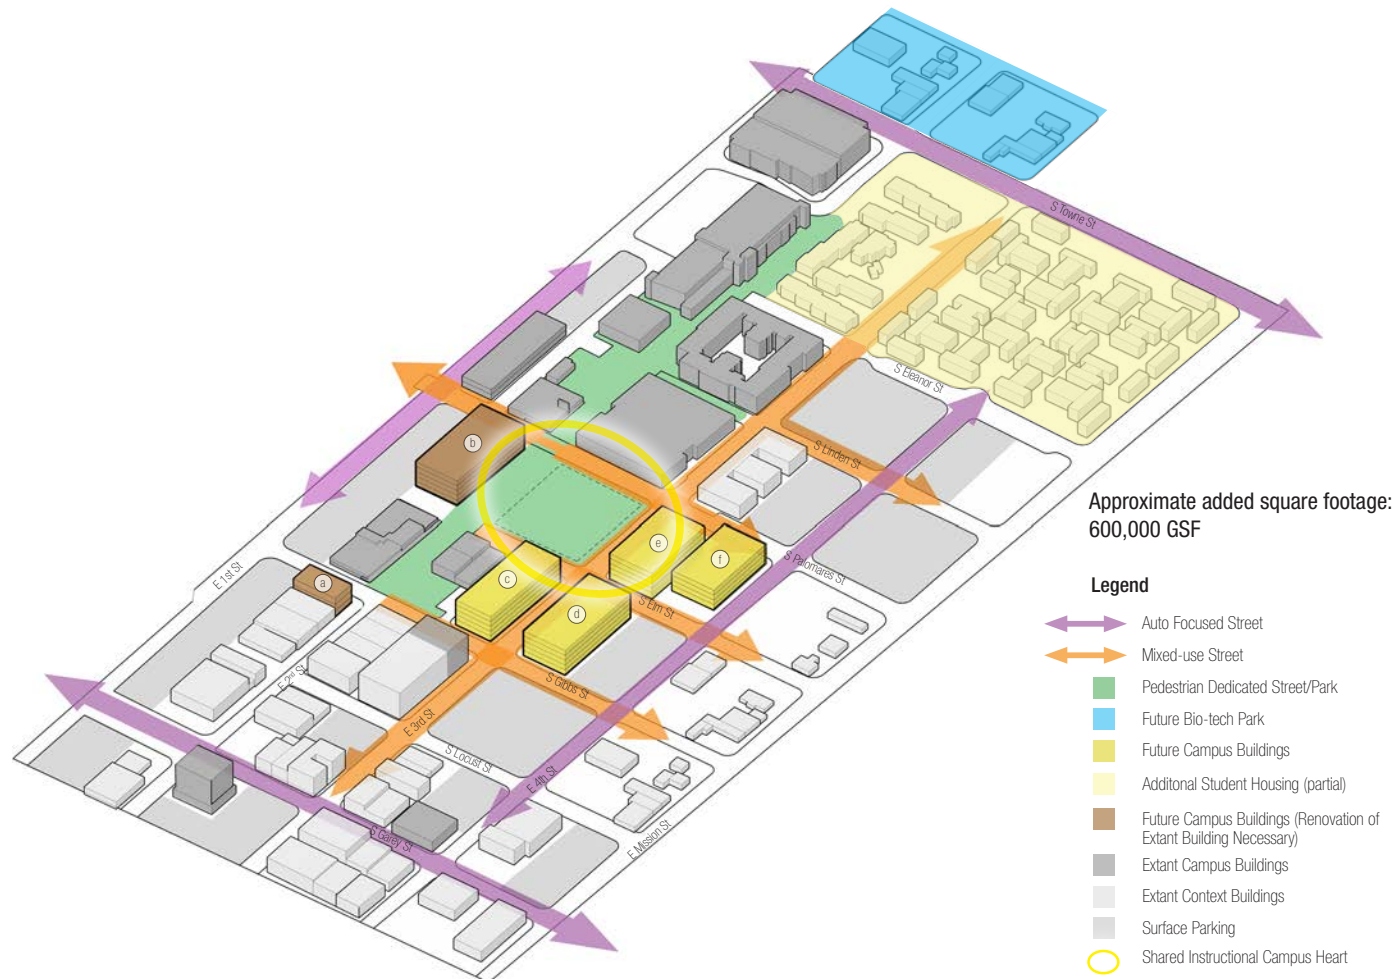 S Towne St
S Eleanor St
b
S Linden St
Approximate added square footage:
600,000 GSF
e
f
S Palomares St
E 1st St
a
c
Legend
S Elm St
d
Auto Focused Street
Mixed-use Street
E 2nd St
S Gibbs St
Pedestrian Dedicated Street/Park
E 3rd St
Future Bio-tech Park
S Locust St
Future Campus Buildings
E 4th St
Additonal Student Housing (partial)
S Garey St
E Mission St
Future Campus Buildings (Renovation of
Extant Building Necessary)
Extant Campus Buildings
Extant Context Buildings
Surface Parking
Shared Instructional Campus Heart